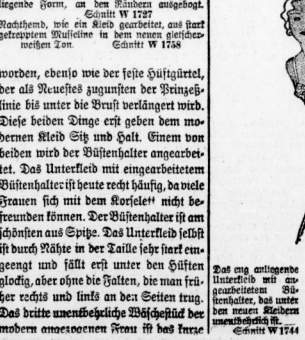 liegende Form, an den Rändern ausgebogt.
Schnitt W 1727
Nachthemd, wie ein Kleid gearbeitet, aus stark
gekrepptem Musseline in dem neuen gletscher-
weißen Ton. Schnitt W 1758
worden, ebenso wie der feste Hüftgürtel,
der als Neuestes zugunsten der Prinzeß-
linie bis unter die Brust verlängert wird.
Diese beiden Dinge erst geben dem mo-
dernen Kleid Sitz und Halt. Einem von
beiden wird der Büstenhalter angearbei-
tet. Das Unterkleid mit eingearbeitetem
Büstenhalter ist heute recht häufig, da viele
Frauen sich mit dem Korselett nicht be-
freunden können. Der Büstenhalter ist am
schönsten aus Spitze. Das Unterkleid selbst
ist durch Nähte in der Taille sehr stark ein-
geengt und fällt erst unter den Hüften
glockig, aber ohne die Falten, die man frü-
her rechts und links an den Seiten trug.
Das dritte unentbehrliche Wäschestück der
modern angezogenen Frau ist das kurze
Das eng anliegende
Unterkleid mit an-
gearbeitetem Bü-
stenhalter, das unter
den neuen Kleidern
unentbehrlich ist.
Schnitt W 1744